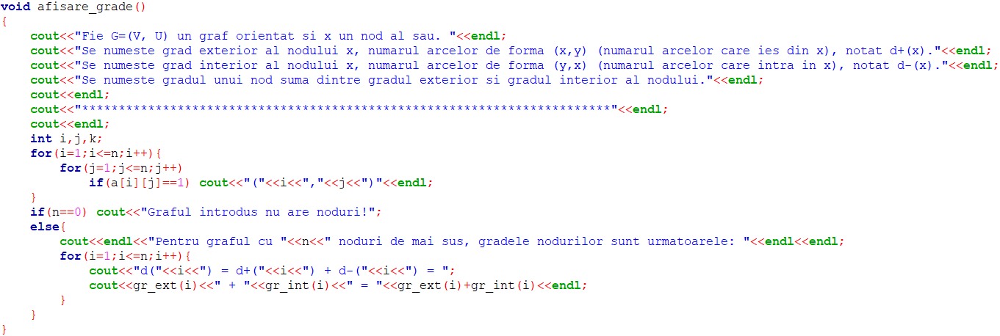 void afisare_grade()
{
    cout<<"Fie G=(V, U) un graf orientat si x un nod al sau. "<<endl;
    cout<<"Se numeste grad exterior al nodului x, numarul arcelor de forma (x,y) (numarul arcelor care ies din x), notat d+(x)."<<endl;
    cout<<"Se numeste grad interior al nodului x, numarul arcelor de forma (y,x) (numarul arcelor care intra in x), notat d-(x)."<<endl;
    cout<<"Se numeste gradul unui nod suma dintre gradul exterior si gradul interior al nodului."<<endl;
    cout<<endl;
    cout<<"************************************************************************"<<endl;
    cout<<endl;
    int i,j,k;
    for(i=1;i<=n;i++){
        for(j=1;j<=n;j++)
            if(a[i][j]==1) cout<<"("<<i<<","<<j<<")"<<endl;
    }
    if(n==0) cout<<"Graful introdus nu are noduri!";
    else{
        cout<<endl<<"Pentru graful cu "<<n<<" noduri de mai sus, gradele nodurilor sunt urmatoarele: "<<endl<<endl;
        for(i=1;i<=n;i++){
            cout<<"d("<<i<<") = d+("<<i<<") + d-("<<i<<") = ";
            cout<<gr_ext(i)<<" + "<<gr_int(i)<<" = "<<gr_ext(i)+gr_int(i)<<endl;
        }
    }
}